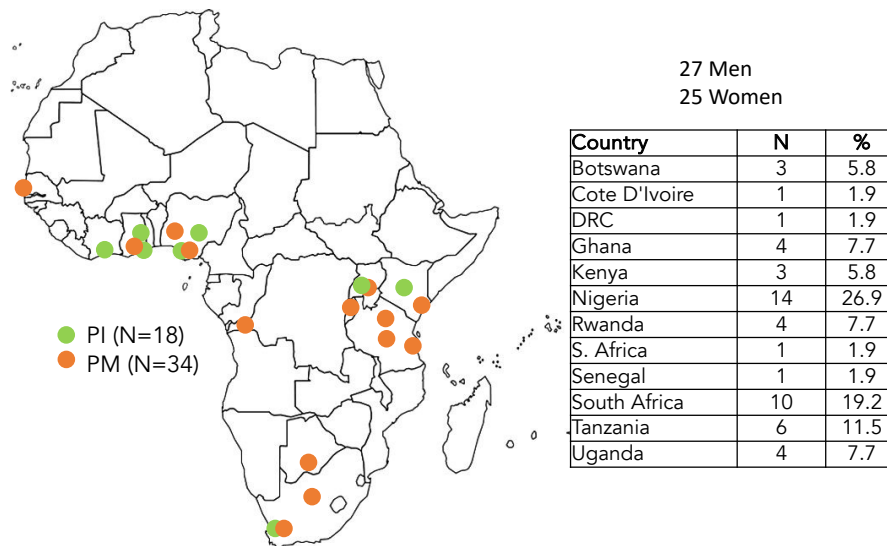 27 Men
25 Women
Country N %
Botswana 3 5.8
Cote D'Ivoire 1 1.9
DRC 1 1.9
Ghana 4 7.7
Kenya 3 5.8
Nigeria 14 26.9
Rwanda 4 7.7
S. Africa 1 1.9
Senegal 1 1.9
South Africa 10 19.2
Tanzania 6 11.5
Uganda 4 7.7
PI (N=18)
PM (N=34)